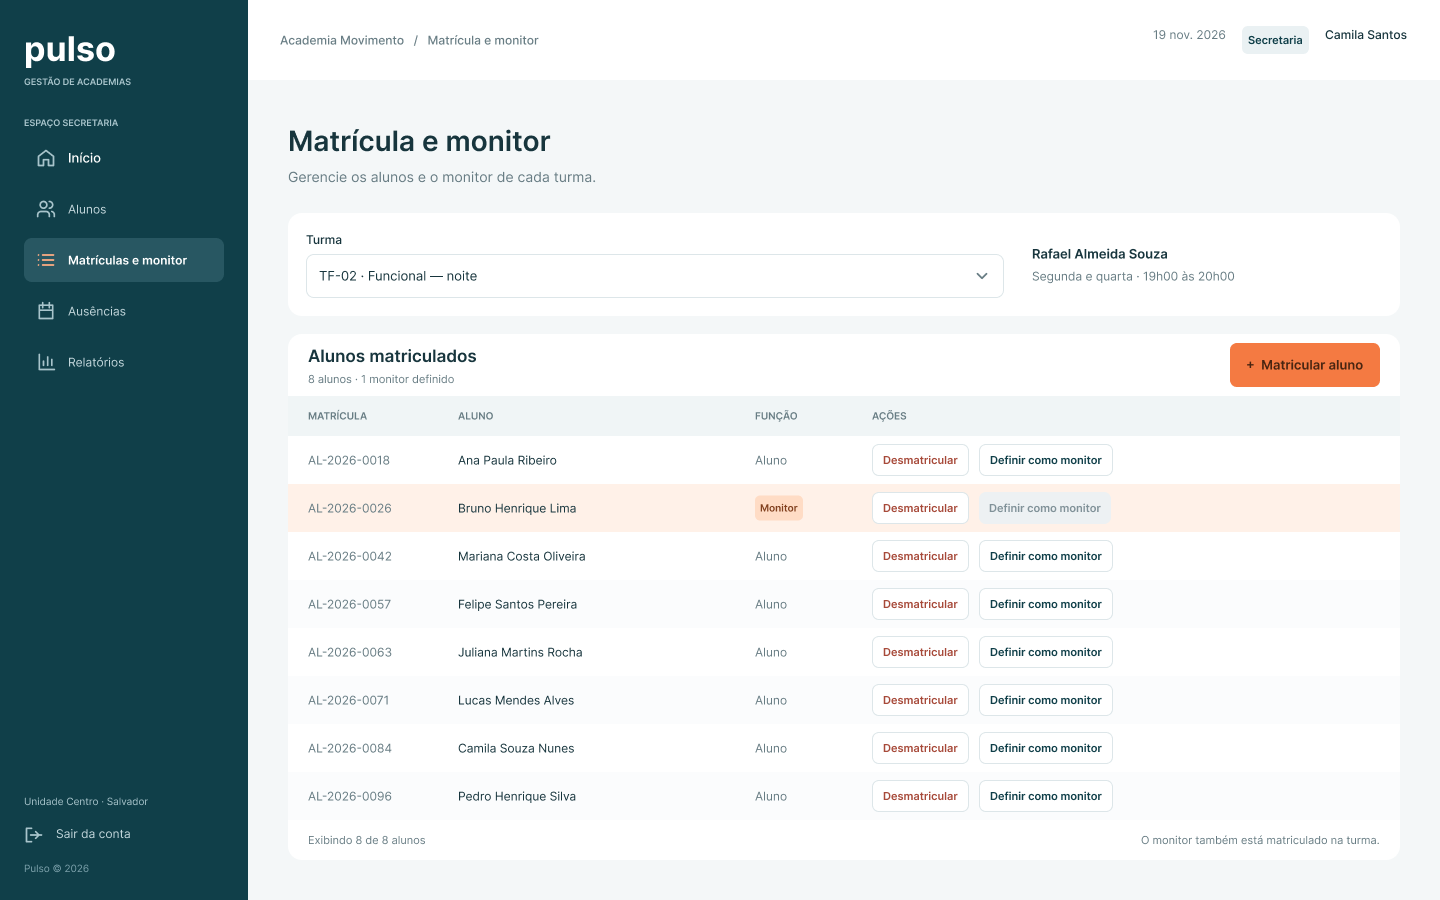 pulso
GESTÃO DE ACADEMIAS
ESPAÇO SECRETARIA
Início
Alunos
Matrículas e monitor
Ausências
Relatórios
Unidade Centro · Salvador
Sair da conta
Pulso © 2026
Academia Movimento / Matrícula e monitor
19 nov. 2026 Secretaria Camila Santos
Matrícula e monitor
Gerencie os alunos e o monitor de cada turma.
Turma
TF-02 · Funcional — noite
Rafael Almeida Souza
Segunda e quarta · 19h00 às 20h00
Alunos matriculados
8 alunos · 1 monitor definido
+ Matricular aluno
MATRÍCULA ALUNO FUNÇÃO AÇÕES
AL-2026-0018 Ana Paula Ribeiro Aluno Desmatricular Definir como monitor
AL-2026-0026 Bruno Henrique Lima Monitor Desmatricular Definir como monitor
AL-2026-0042 Mariana Costa Oliveira Aluno Desmatricular Definir como monitor
AL-2026-0057 Felipe Santos Pereira Aluno Desmatricular Definir como monitor
AL-2026-0063 Juliana Martins Rocha Aluno Desmatricular Definir como monitor
AL-2026-0071 Lucas Mendes Alves Aluno Desmatricular Definir como monitor
AL-2026-0084 Camila Souza Nunes Aluno Desmatricular Definir como monitor
AL-2026-0096 Pedro Henrique Silva Aluno Desmatricular Definir como monitor
Exibindo 8 de 8 alunos O monitor também está matriculado na turma.